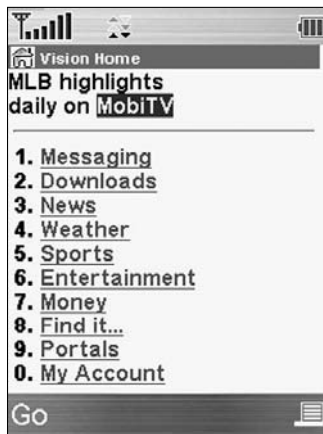 Vision Home
MLB highlights
daily on MobiTV
1. Messaging
2. Downloads
3. News
4. Weather
5. Sports
6. Entertainment
7. Money
8. Find it...
9. Portals
0. My Account
Go